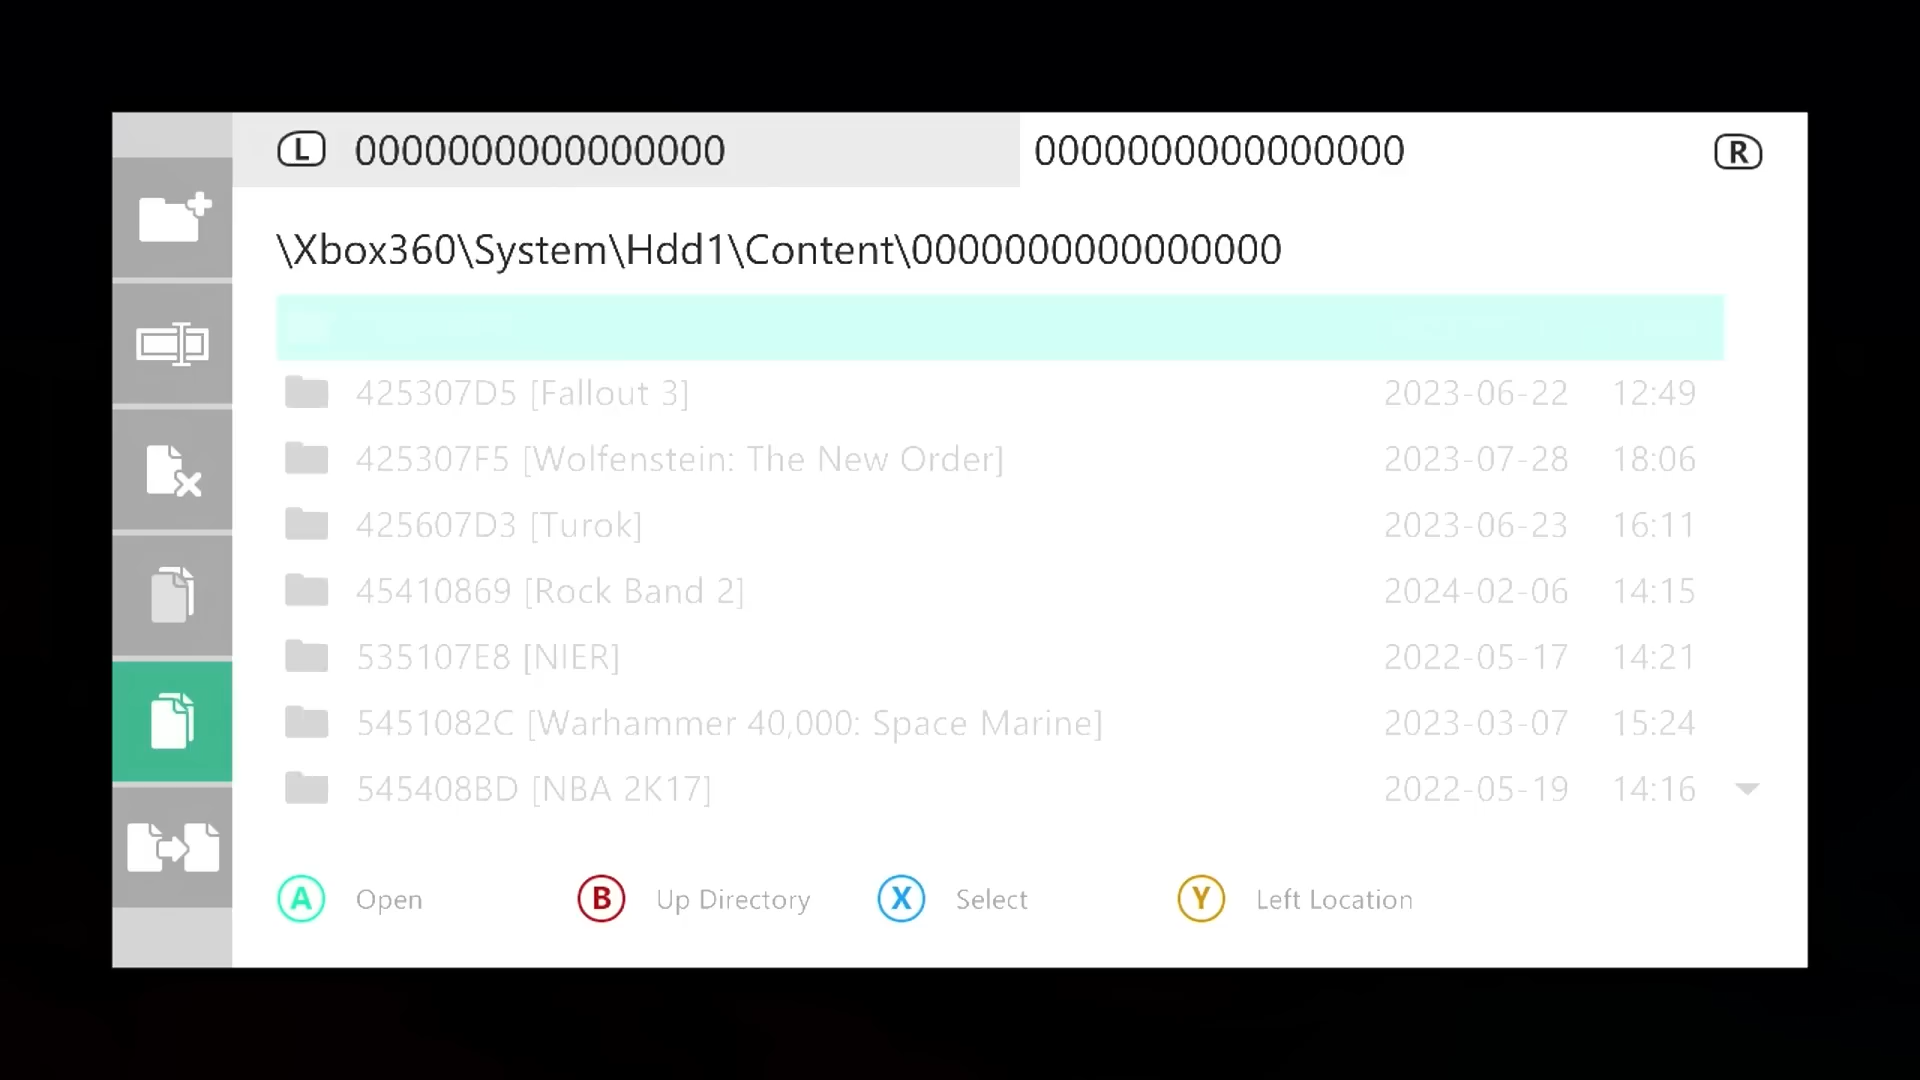 L 0000000000000000 0000000000000000 R
\Xbox360\System\Hdd1\Content\0000000000000000
425307D5 [Fallout 3] 2023-06-22 12:49
425307F5 [Wolfenstein: The New Order] 2023-07-28 18:06
425607D3 [Turok] 2023-06-23 16:11
45410869 [Rock Band 2] 2024-02-06 14:15
535107E8 [NIER] 2022-05-17 14:21
5451082C [Warhammer 40,000: Space Marine] 2023-03-07 15:24
545408BD [NBA 2K17] 2022-05-19 14:16
A Open B Up Directory X Select Y Left Location